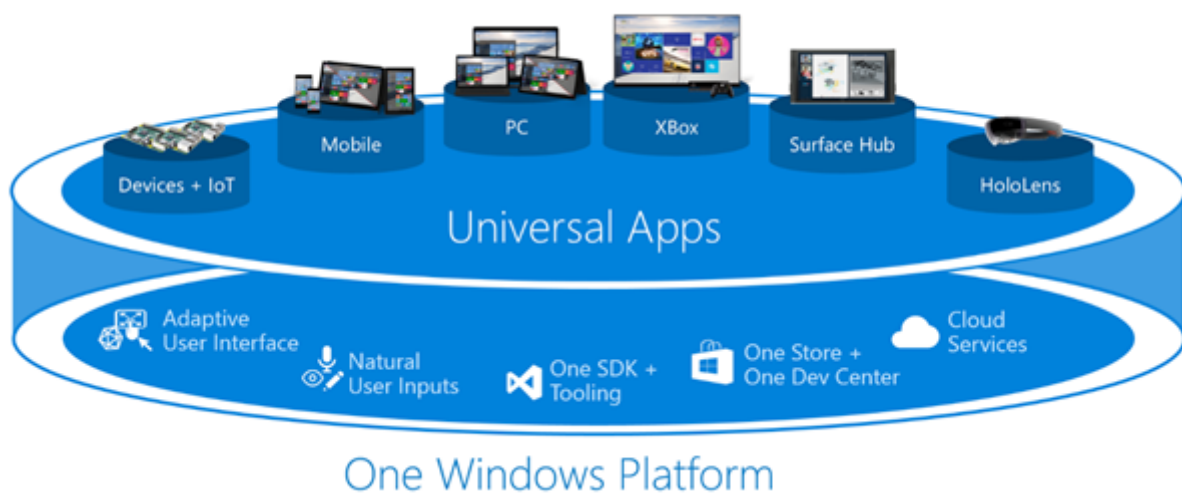 Devices + IoT
Mobile
PC
XBox
Surface Hub
HoloLens
Universal Apps
Adaptive
User Interface
Natural
User Inputs
One SDK +
Tooling
One Store +
One Dev Center
Cloud
Services
One Windows Platform